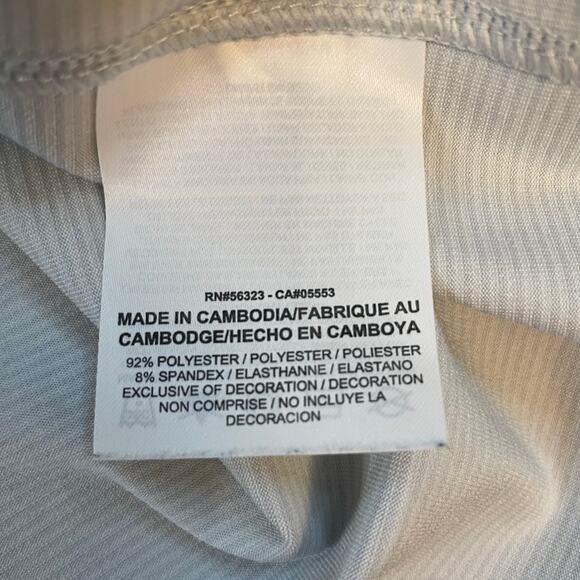 RN#56323 - CA#05553
MADE IN CAMBODIA/FABRIQUE AU
CAMBODGE/HECHO EN CAMBOYA
92% POLYESTER / POLYESTER / POLIESTER
8% SPANDEX / ELASTHANNE / ELASTANO
EXCLUSIVE OF DECORATION / DECORATION
NON COMPRISE / NO INCLUYE LA
DECORACION